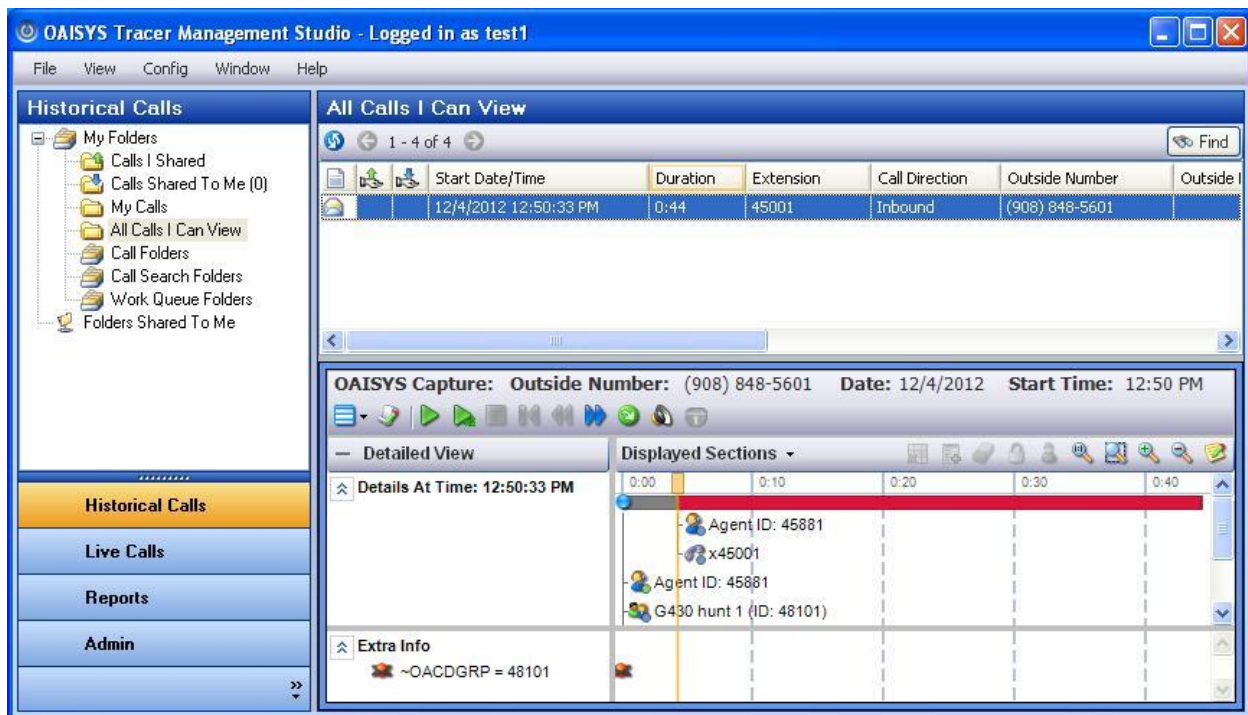 OAISYS Tracer Management Studio - Logged in as test1
File View Config Window Help
Historical Calls
My Folders
Calls I Shared
Calls Shared To Me (0)
My Calls
All Calls I Can View
Call Folders
Call Search Folders
Work Queue Folders
Folders Shared To Me
Historical Calls
Live Calls
Reports
Admin
All Calls I Can View
1 - 4 of 4 Find
Start Date/Time Duration Extension Call Direction Outside Number Outside
12/4/2012 12:50:33 PM 0:44 45001 Inbound (908) 848-5601
OAISYS Capture: Outside Number: (908) 848-5601 Date: 12/4/2012 Start Time: 12:50 PM
Detailed View Displayed Sections
Details At Time: 12:50:33 PM 0:00 0:10 0:20 0:30 0:40
Agent ID: 45881
x45001
Agent ID: 45881
G430 hunt 1 (ID: 48101)
Extra Info
~OACDGRP = 48101